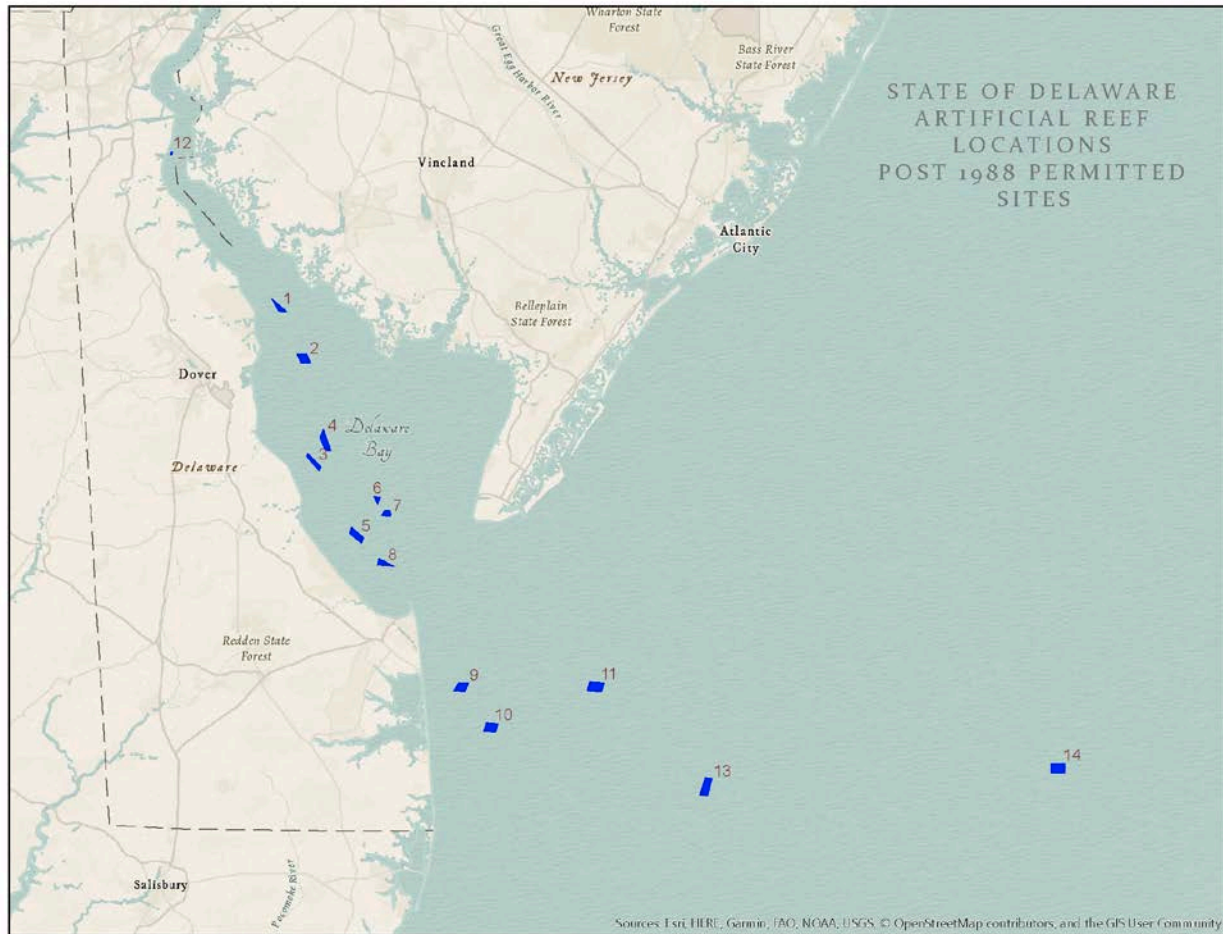 Wharton State
Forest
Bass River
State Forest
Great Egg Harbor River
New Jersey
STATE OF DELAWARE
ARTIFICIAL REEF
LOCATIONS
POST 1988 PERMITTED
SITES
12
Vineland
Atlantic
City
1
Belleplain
State Forest
2
Dover
4
Delaware
Bay
3
Delaware
6
7
5
8
Redden State
Forest
9
11
10
13
14
Salisbury
Pocomoke River
Sources: Esri, HERE, Garmin, FAO, NOAA, USGS, © OpenStreetMap contributors, and the GIS User Community